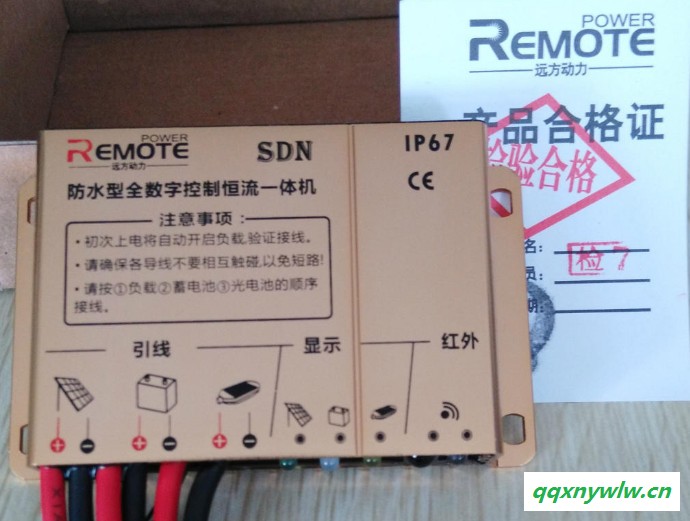 POWER
REMOTE
远方动力
产品合格证
检验合格
名：
员：
检7
期：
POWER
REMOTE
远方动力
SDN
IP67
CE
防水型全数字控制恒流一体机
注意事项：
·初次上电将自动开启负载,验证接线。
·请确保各导线不要相互触碰,以免短路!
·请按①负载②蓄电池③光电池的顺序
接线。
引线
显示
红外
qqxnywlw.cn